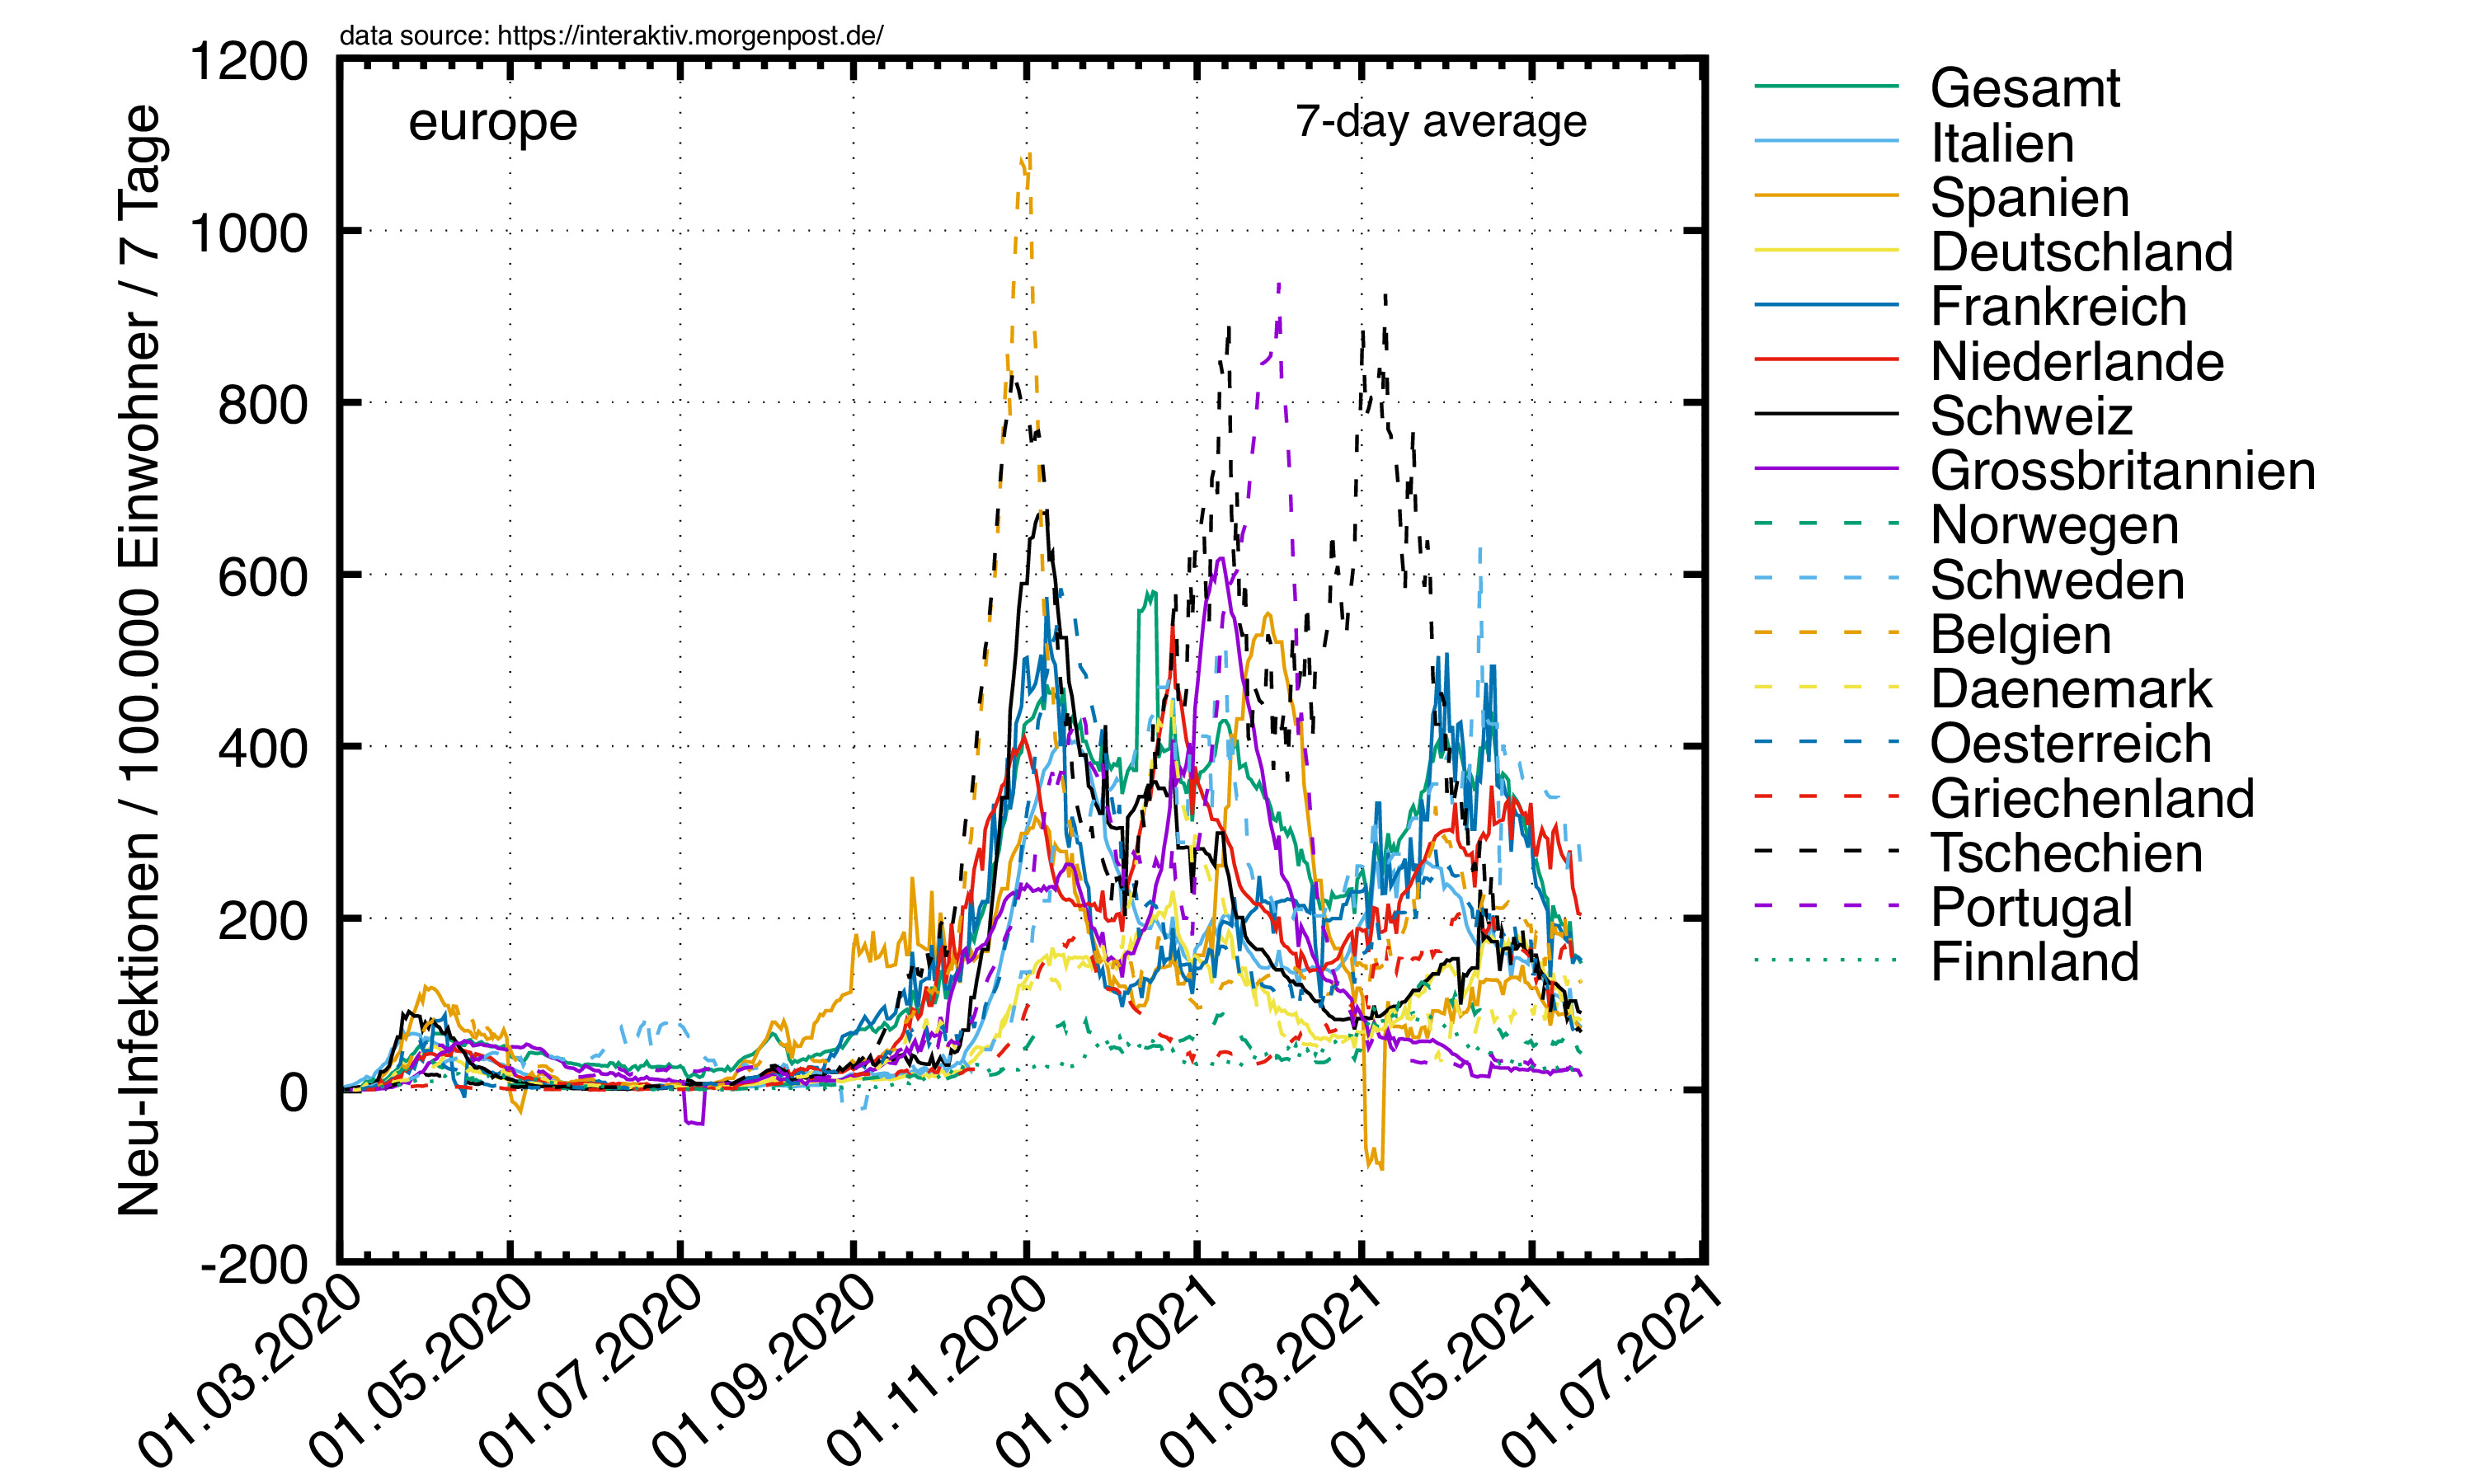 data source: https://interaktiv.morgenpost.de/
europe
7-day average
Neu-Infektionen / 100.000 Einwohner / 7 Tage
1200
1000
800
600
400
200
0
-200
01.03.2020
01.05.2020
01.07.2020
01.09.2020
01.11.2020
01.01.2021
01.03.2021
01.05.2021
01.07.2021
Gesamt
Italien
Spanien
Deutschland
Frankreich
Niederlande
Schweiz
Grossbritannien
Norwegen
Schweden
Belgien
Daenemark
Oesterreich
Griechenland
Tschechien
Portugal
Finnland